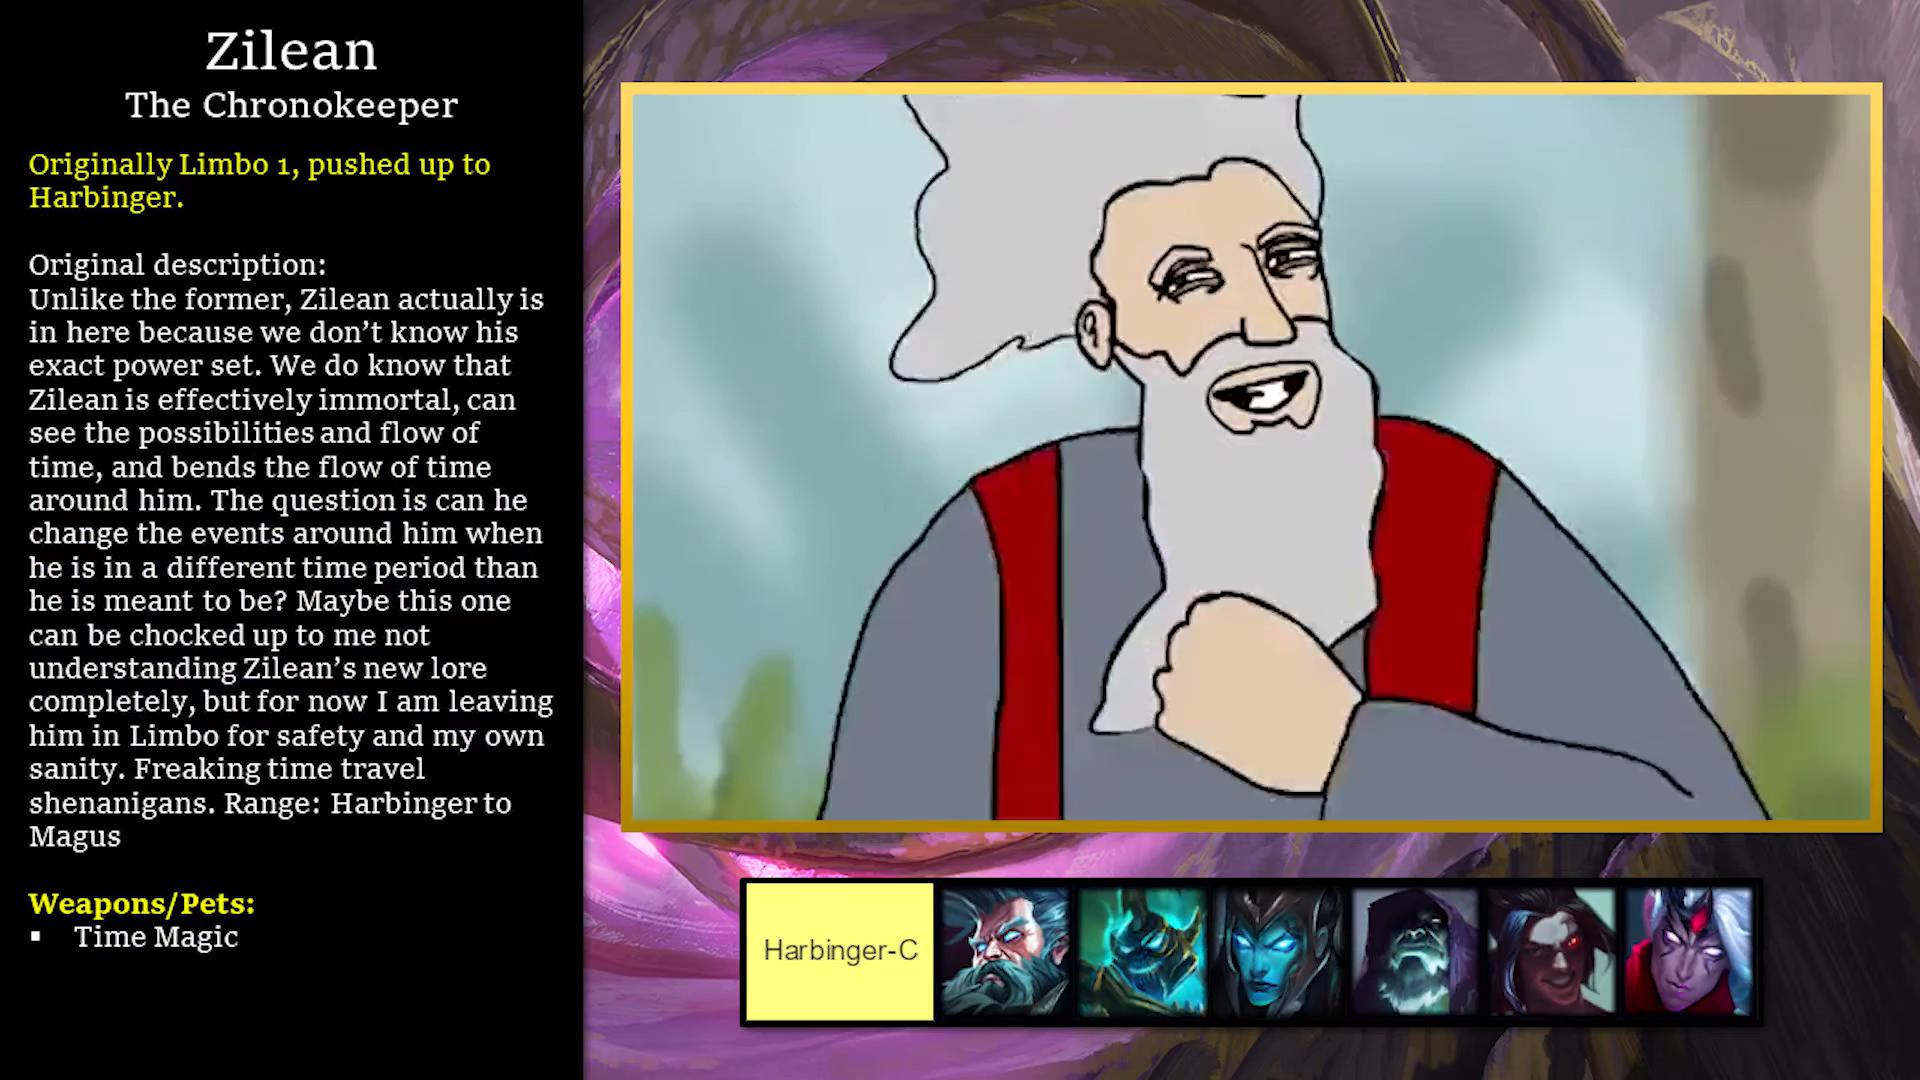 Zilean
The Chronokeeper
Originally Limbo 1, pushed up to
Harbinger.
Original description:
Unlike the former, Zilean actually is
in here because we don’t know his
exact power set. We do know that
Zilean is effectively immortal, can
see the possibilities and flow of
time, and bends the flow of time
around him. The question is can he
change the events around him when
he is in a different time period than
he is meant to be? Maybe this one
can be chocked up to me not
understanding Zilean’s new lore
completely, but for now I am leaving
him in Limbo for safety and my own
sanity. Freaking time travel
shenanigans. Range: Harbinger to
Magus
Weapons/Pets:
▪ Time Magic
Harbinger-C